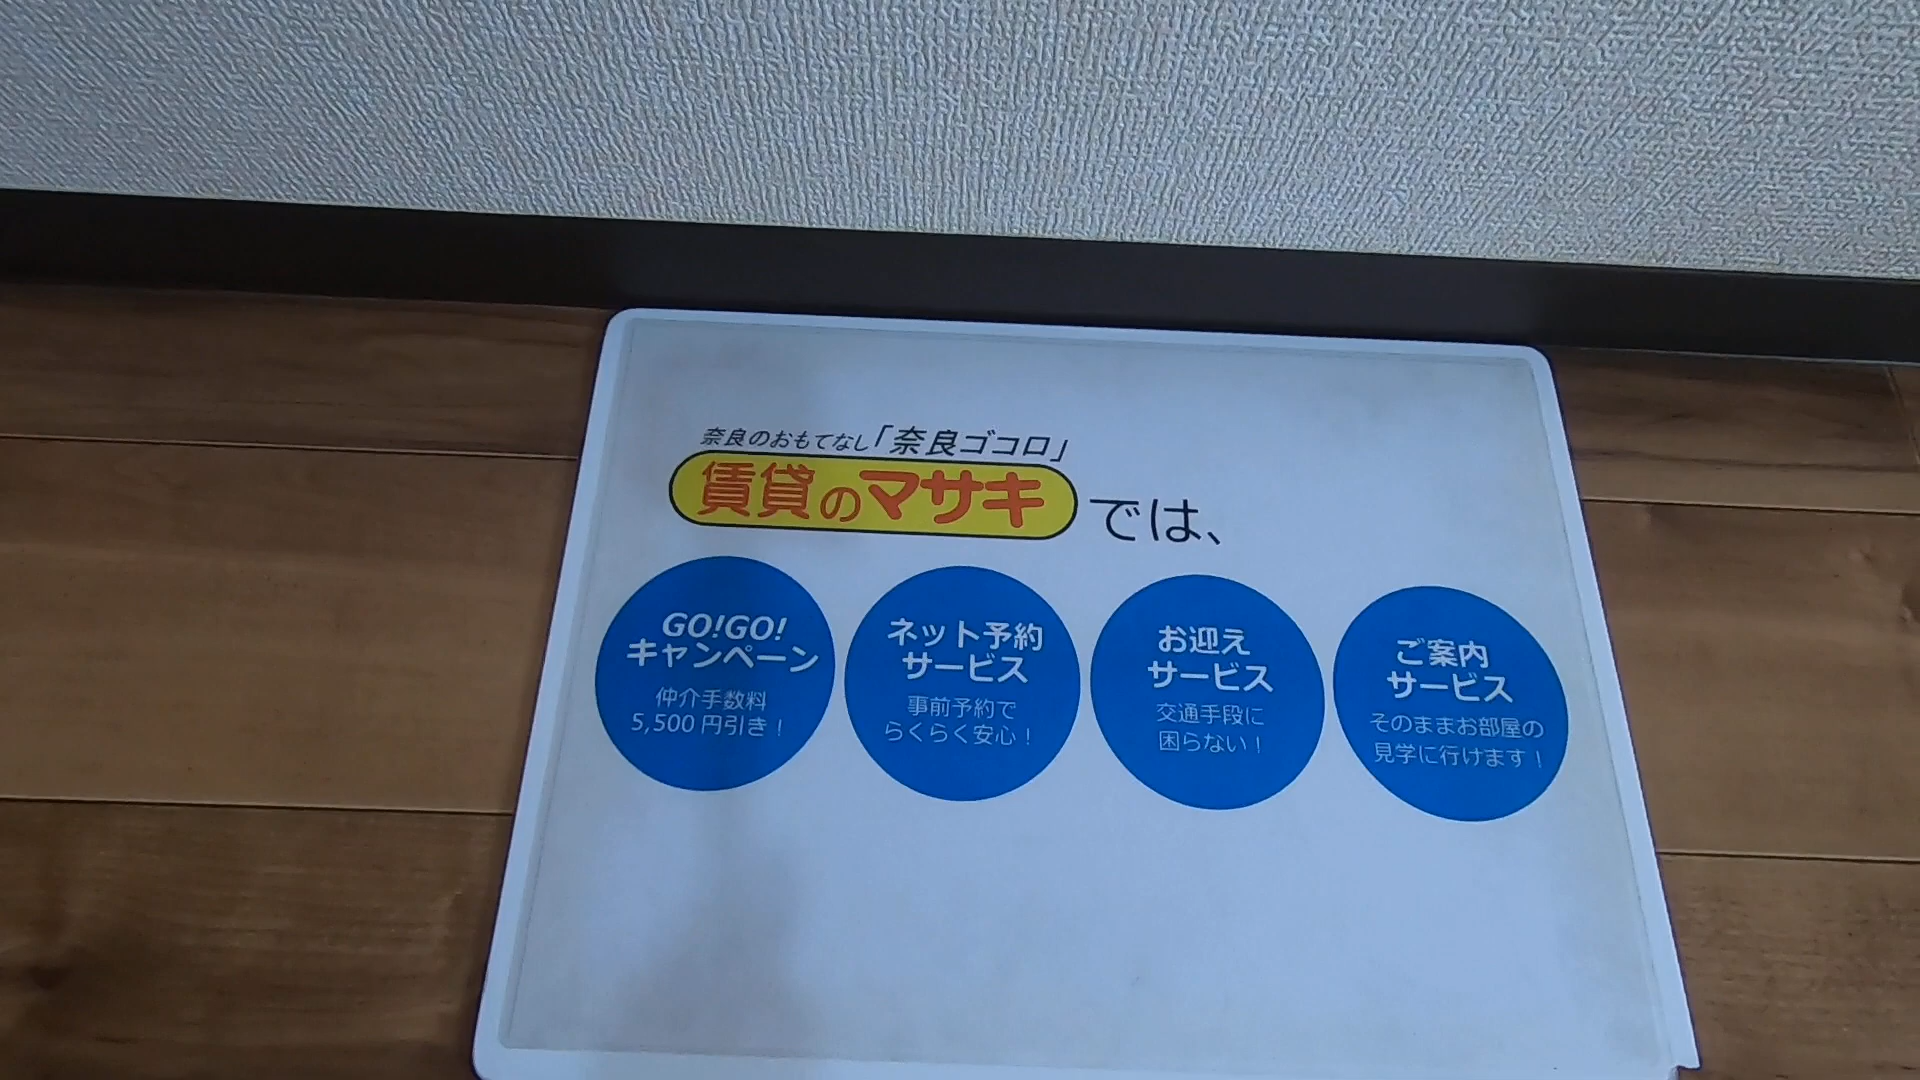 奈良のおもてなし「奈良ゴコロ」
賃貸のマサキでは、
GO!GO!
キャンペーン
仲介手数料
5,500円引き！
ネット予約
サービス
事前予約で
らくらく安心！
お迎え
サービス
交通手段に
困らない！
ご案内
サービス
そのままお部屋の
見学に行けます！